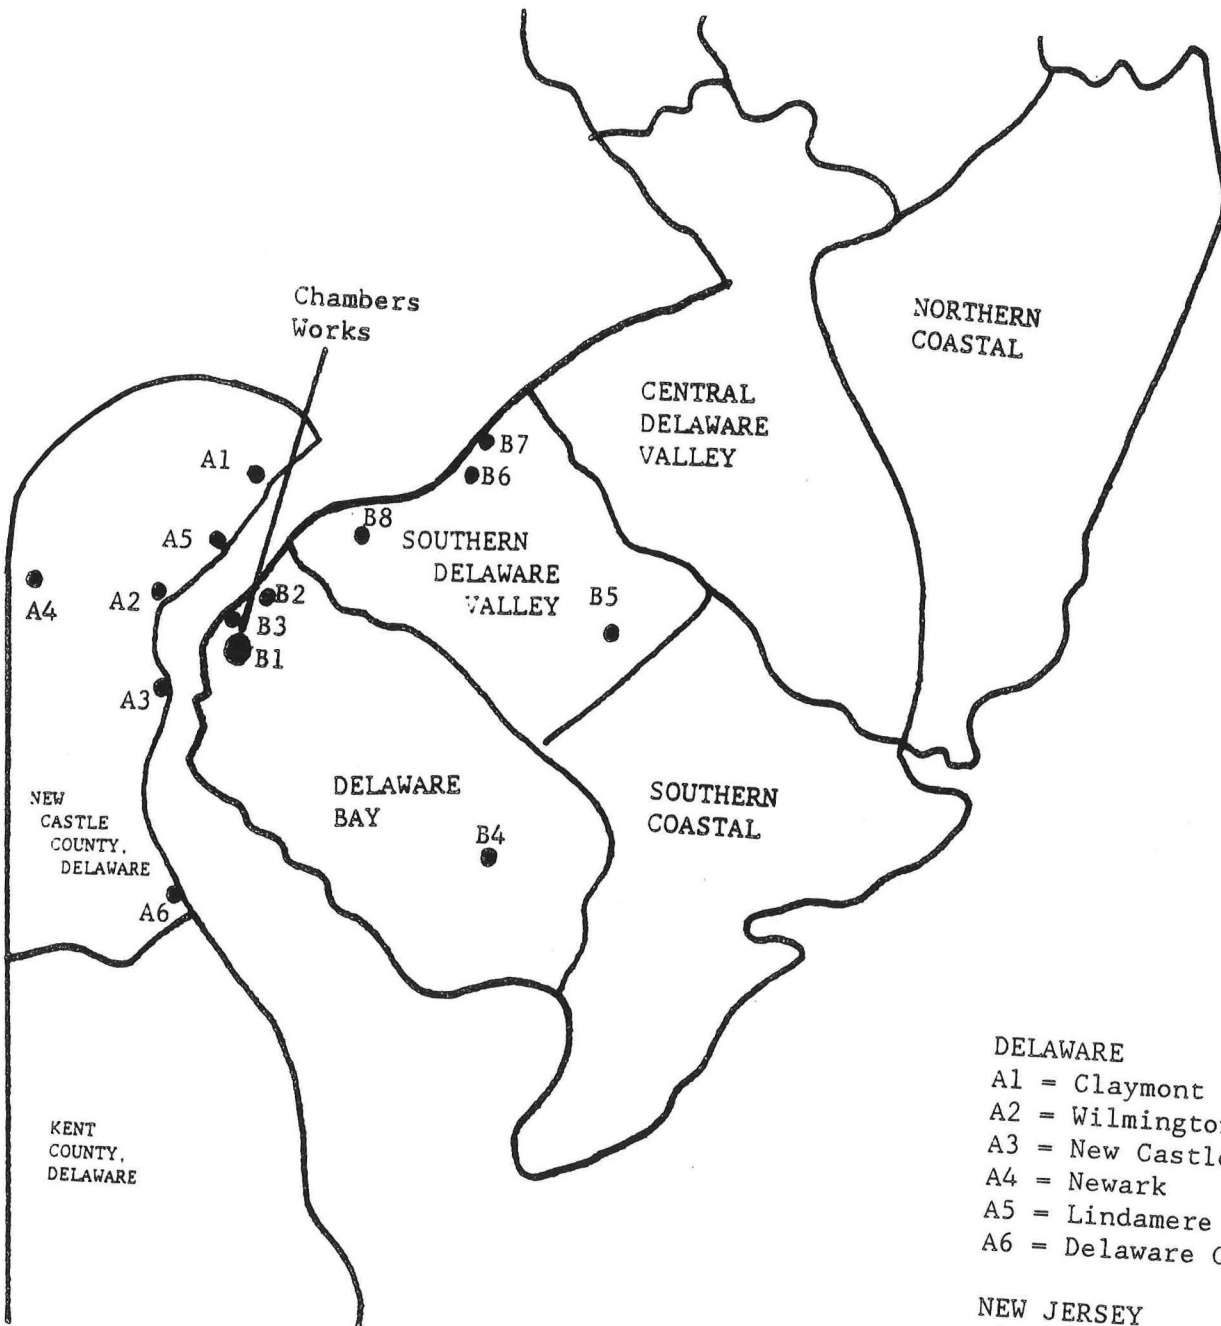 Chambers
Works
NORTHERN
COASTAL
CENTRAL
DELAWARE
VALLEY
A1
B7
B6
B8
A5
SOUTHERN
DELAWARE
VALLEY
A4
A2
B2
B5
B3
B1
A3
DELAWARE
BAY
SOUTHERN
COASTAL
NEW
CASTLE
COUNTY,
DELAWARE
B4
A6
KENT
COUNTY,
DELAWARE
DELAWARE
A1 = Claymont
A2 = Wilmingto
A3 = New Castl
A4 = Newark
A5 = Lindamere
A6 = Delaware
NEW JERSEY